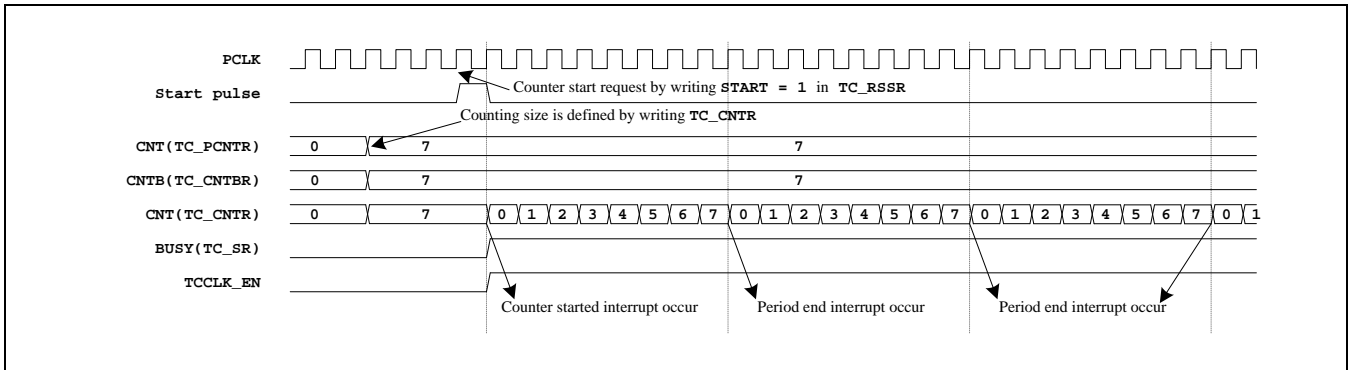 PCLK
Counter start request by writing START = 1 in TC_RSSR
Start pulse
Counting size is defined by writing TC_CNTR
CNT(TC_PCNTR) 0 7 7
CNTB(TC_CNTBR) 0 7 7
CNT(TC_CNTR) 0 7 0 1 2 3 4 5 6 7 0 1 2 3 4 5 6 7 0 1 2 3 4 5 6 7 0 1
BUSY(TC_SR)
TCCLK_EN
Counter started interrupt occur Period end interrupt occur Period end interrupt occur